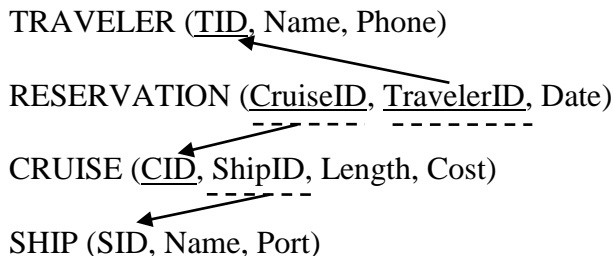 TRAVELER (TID, Name, Phone)
RESERVATION (CruiseID, TravelerID, Date)
CRUISE (CID, ShipID, Length, Cost)
SHIP (SID, Name, Port)